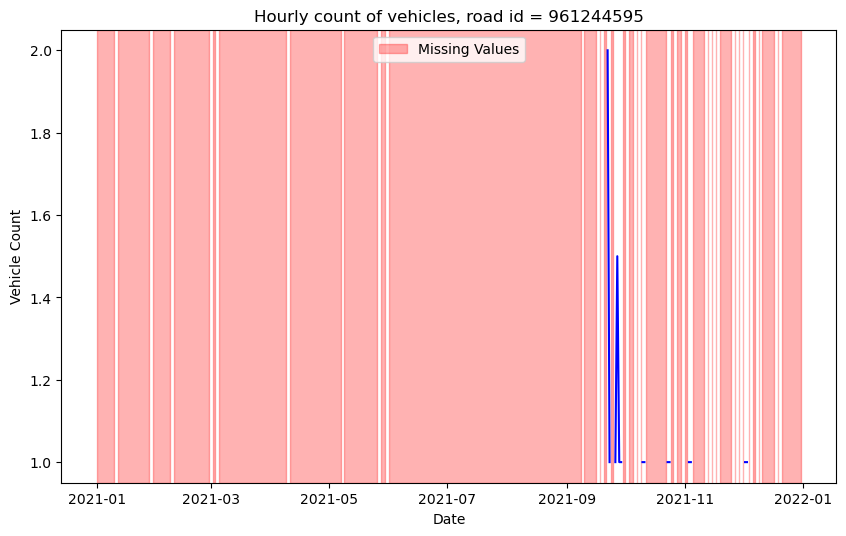 Hourly count of vehicles, road id = 961244595
Missing Values
Vehicle Count
2.0
1.8
1.6
1.4
1.2
1.0
2021-01 2021-03 2021-05 2021-07 2021-09 2021-11 2022-01
Date